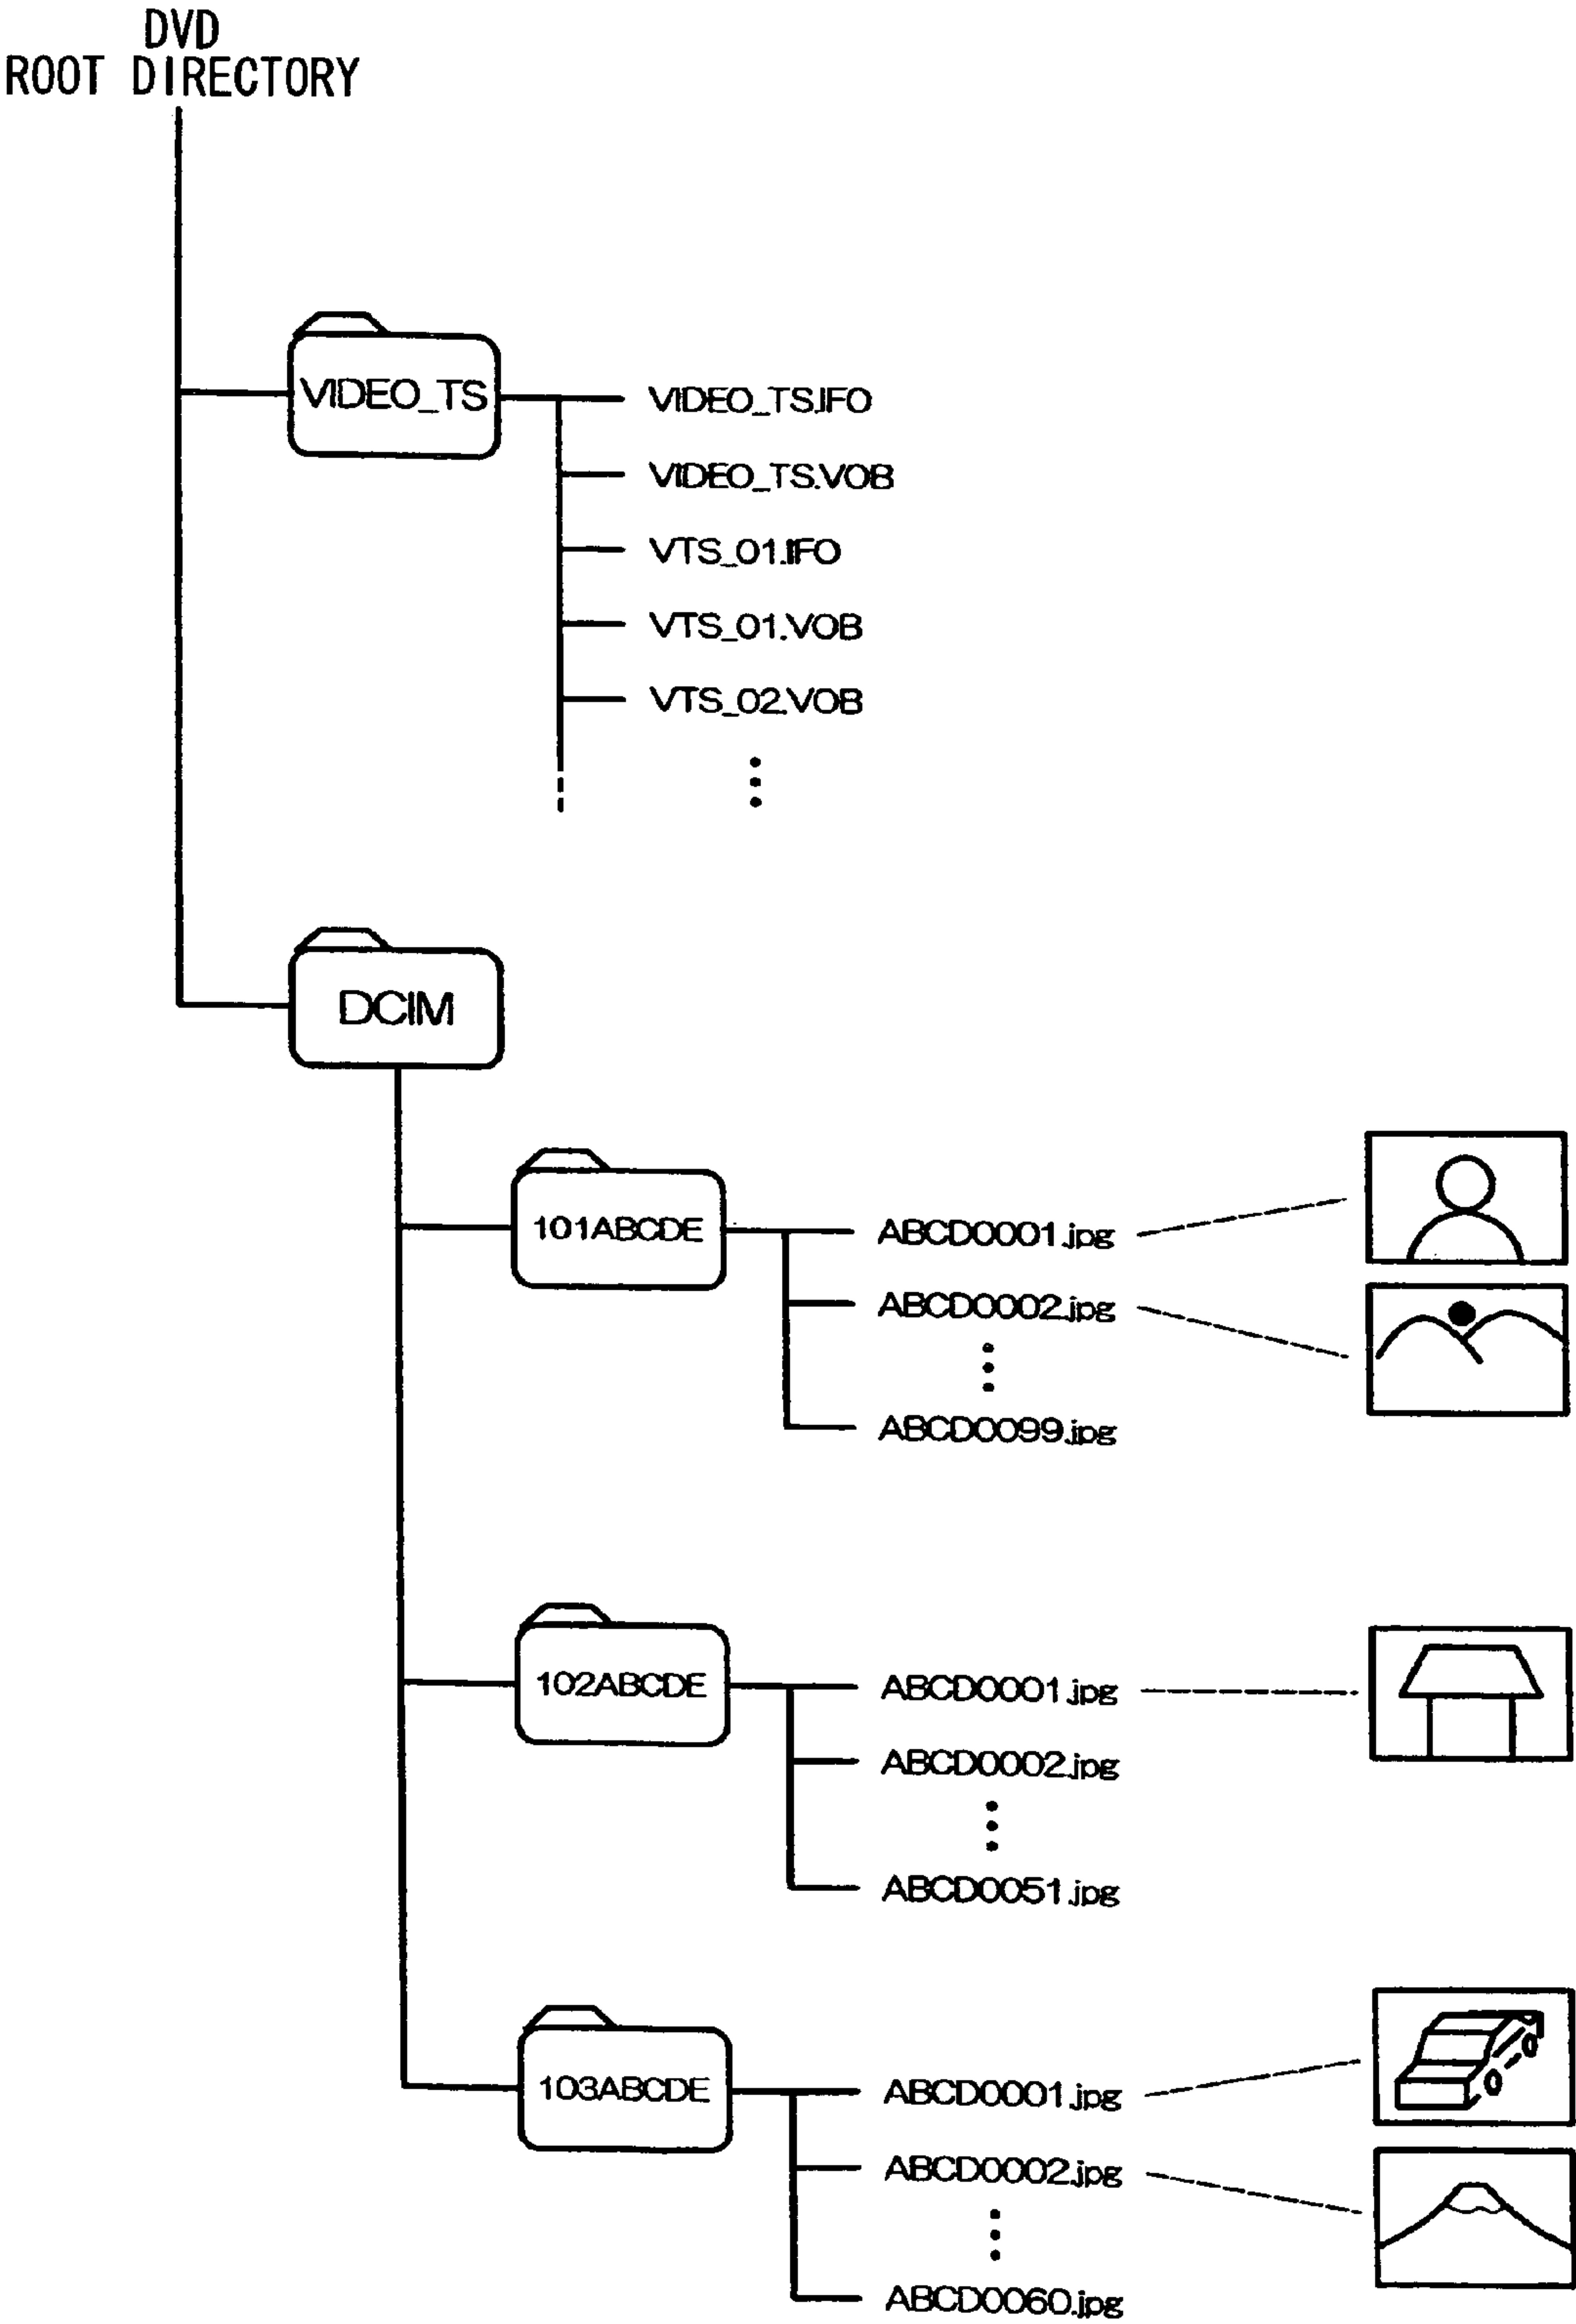 DVD
ROOT DIRECTORY
VIDEO_TS
VIDEO_TS.IFO
VIDEO_TS.VOB
VTS_01.IFO
VTS_01.VOB
VTS_02.VOB
DCIM
101ABCDE
ABCD0001.jpg
ABCD0002.jpg
ABCD0099.jpg
102ABCDE
ABCD0001.jpg
ABCD0002.jpg
ABCD0051.jpg
103ABCDE
ABCD0001.jpg
ABCD0002.jpg
ABCD0060.jpg